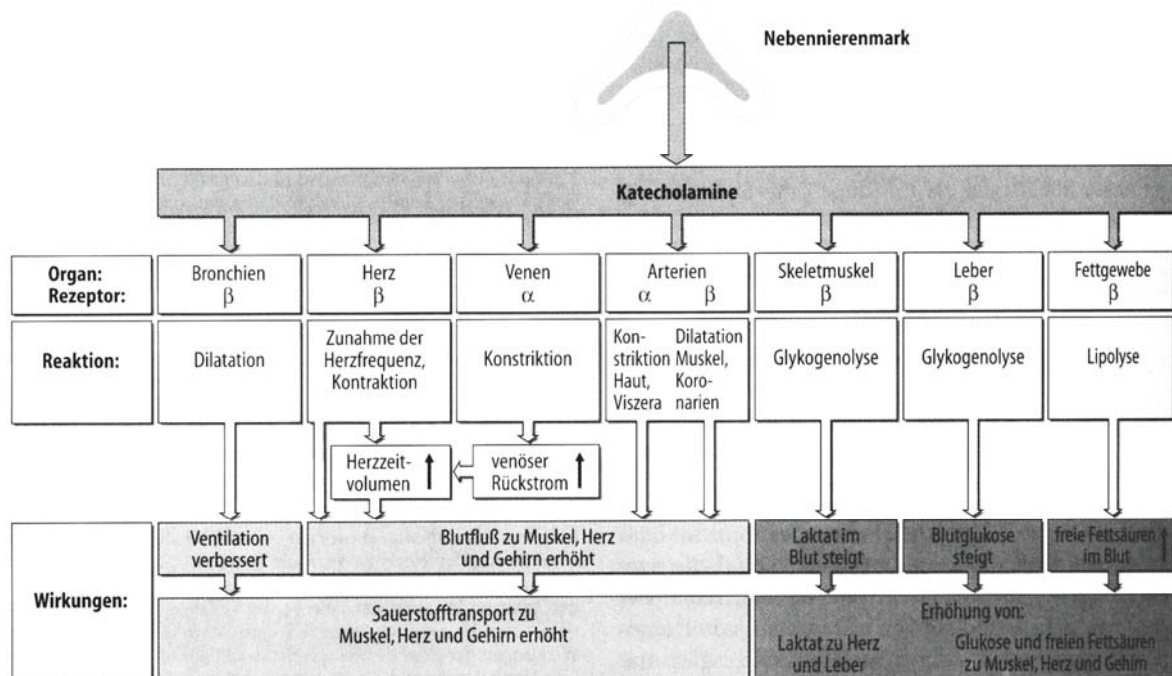 Nebennierenmark
Katecholamine
Organ:
Rezeptor:
Bronchien
β
Herz
β
Venen
α
Arterien
α β
Skeletmuskel
β
Leber
β
Fettgewebe
β
Reaktion:
Dilatation
Zunahme der
Herzfrequenz,
Kontraktion
Konstriktion
Kon-
striktion
Haut,
Viszera
Dilatation
Muskel,
Koro-
narien
Glykogenolyse
Glykogenolyse
Lipolyse
Herzzeit-
volumen
venöser
Rückstrom
Wirkungen:
Ventilation
verbessert
Blutfluß zu Muskel, Herz
und Gehirn erhöht
Laktat im
Blut steigt
Blutglukose
steigt
freie Fettsäuren
im Blut
Sauerstofftransport zu
Muskel, Herz und Gehirn erhöht
Erhöhung von:
Laktat zu Herz
und Leber
Glukose und freien Fettsäuren
zu Muskel, Herz und Gehirn